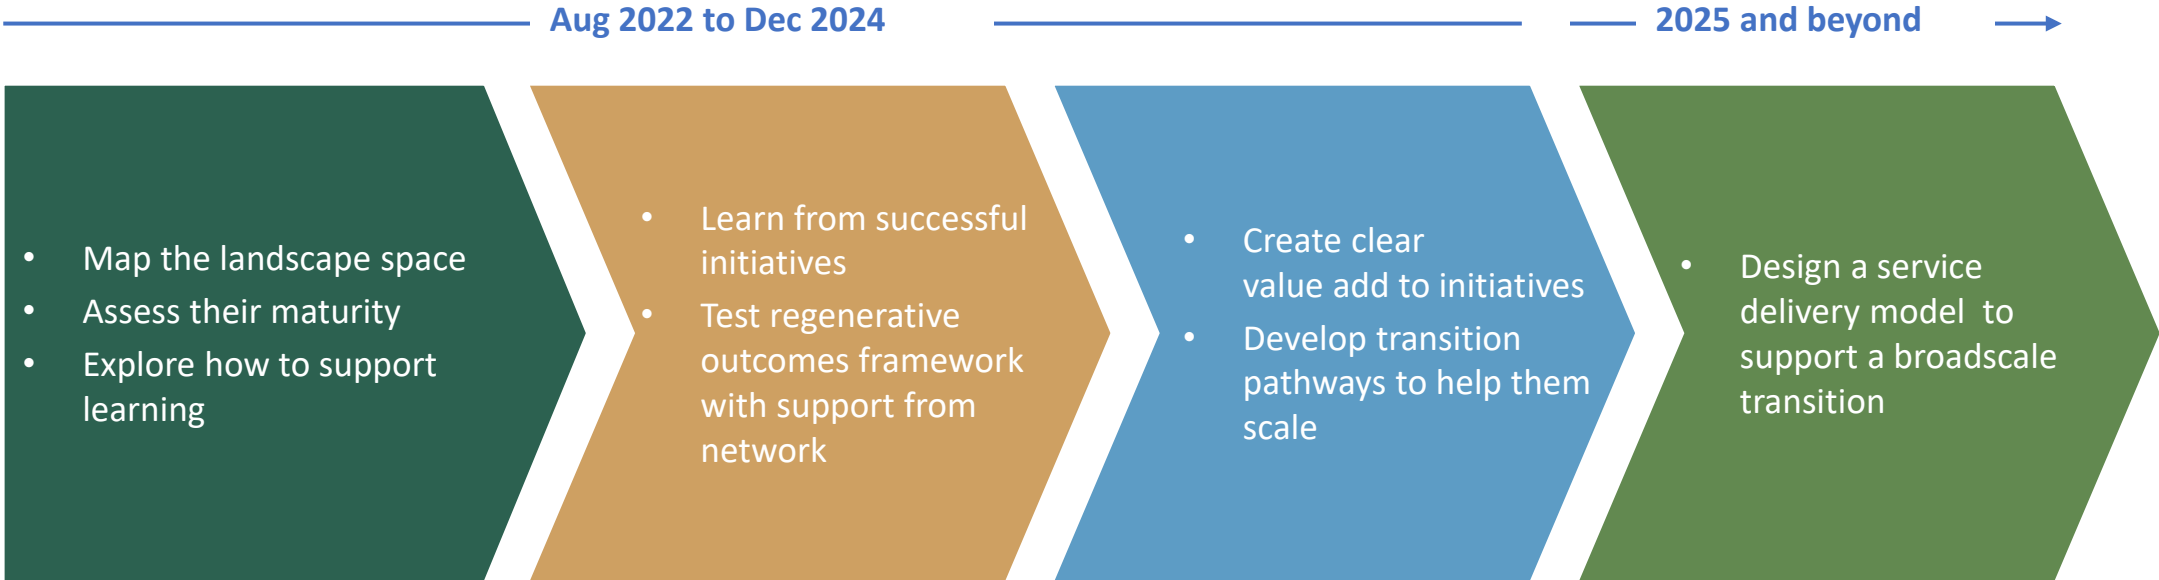 Aug 2022 to Dec 2024
2025 and beyond
• Map the landscape space
• Assess their maturity
• Explore how to support
learning
• Learn from successful
initiatives
• Test regenerative
outcomes framework
with support from
network
• Create clear
value add to initiatives
• Develop transition
pathways to help them
scale
• Design a service
delivery model  to
support a broadscale
transition